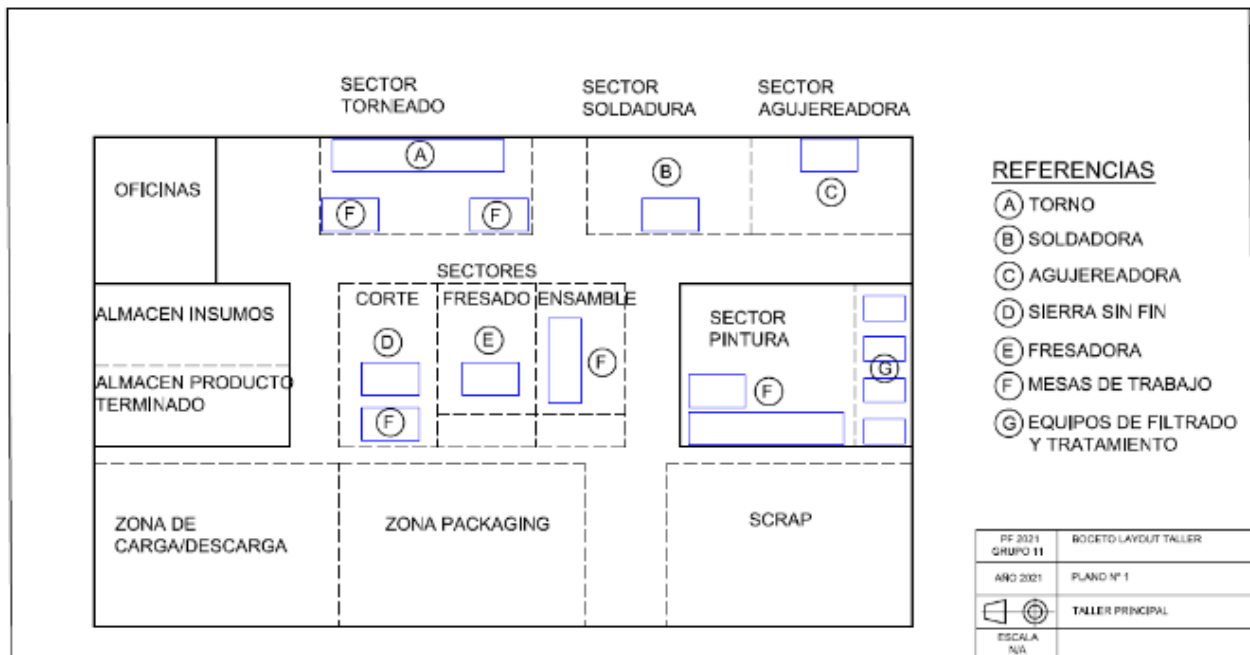 SECTOR
TORNEADO
SECTOR
SOLDADURA
SECTOR
AGUJEREADORA
OFICINAS
A
F
F
B
C
ALMACEN INSUMOS
ALMACEN PRODUCTO
TERMINADO
SECTORES
CORTE
FRESADO
ENSAMBLE
D
F
E
F
SECTOR
PINTURA
F
G
ZONA DE
CARGA/DESCARGA
ZONA PACKAGING
SCRAP
REFERENCIAS
A TORNO
B SOLDADORA
C AGUJEREADORA
D SIERRA SIN FIN
E FRESADORA
F MESAS DE TRABAJO
G EQUIPOS DE FILTRADO
Y TRATAMIENTO
PF 2021
GRUPO 11
BOCETO LAYOUT TALLER
AÑO 2021
PLANO Nº 1
TALLER PRINCIPAL
ESCALA
N/A